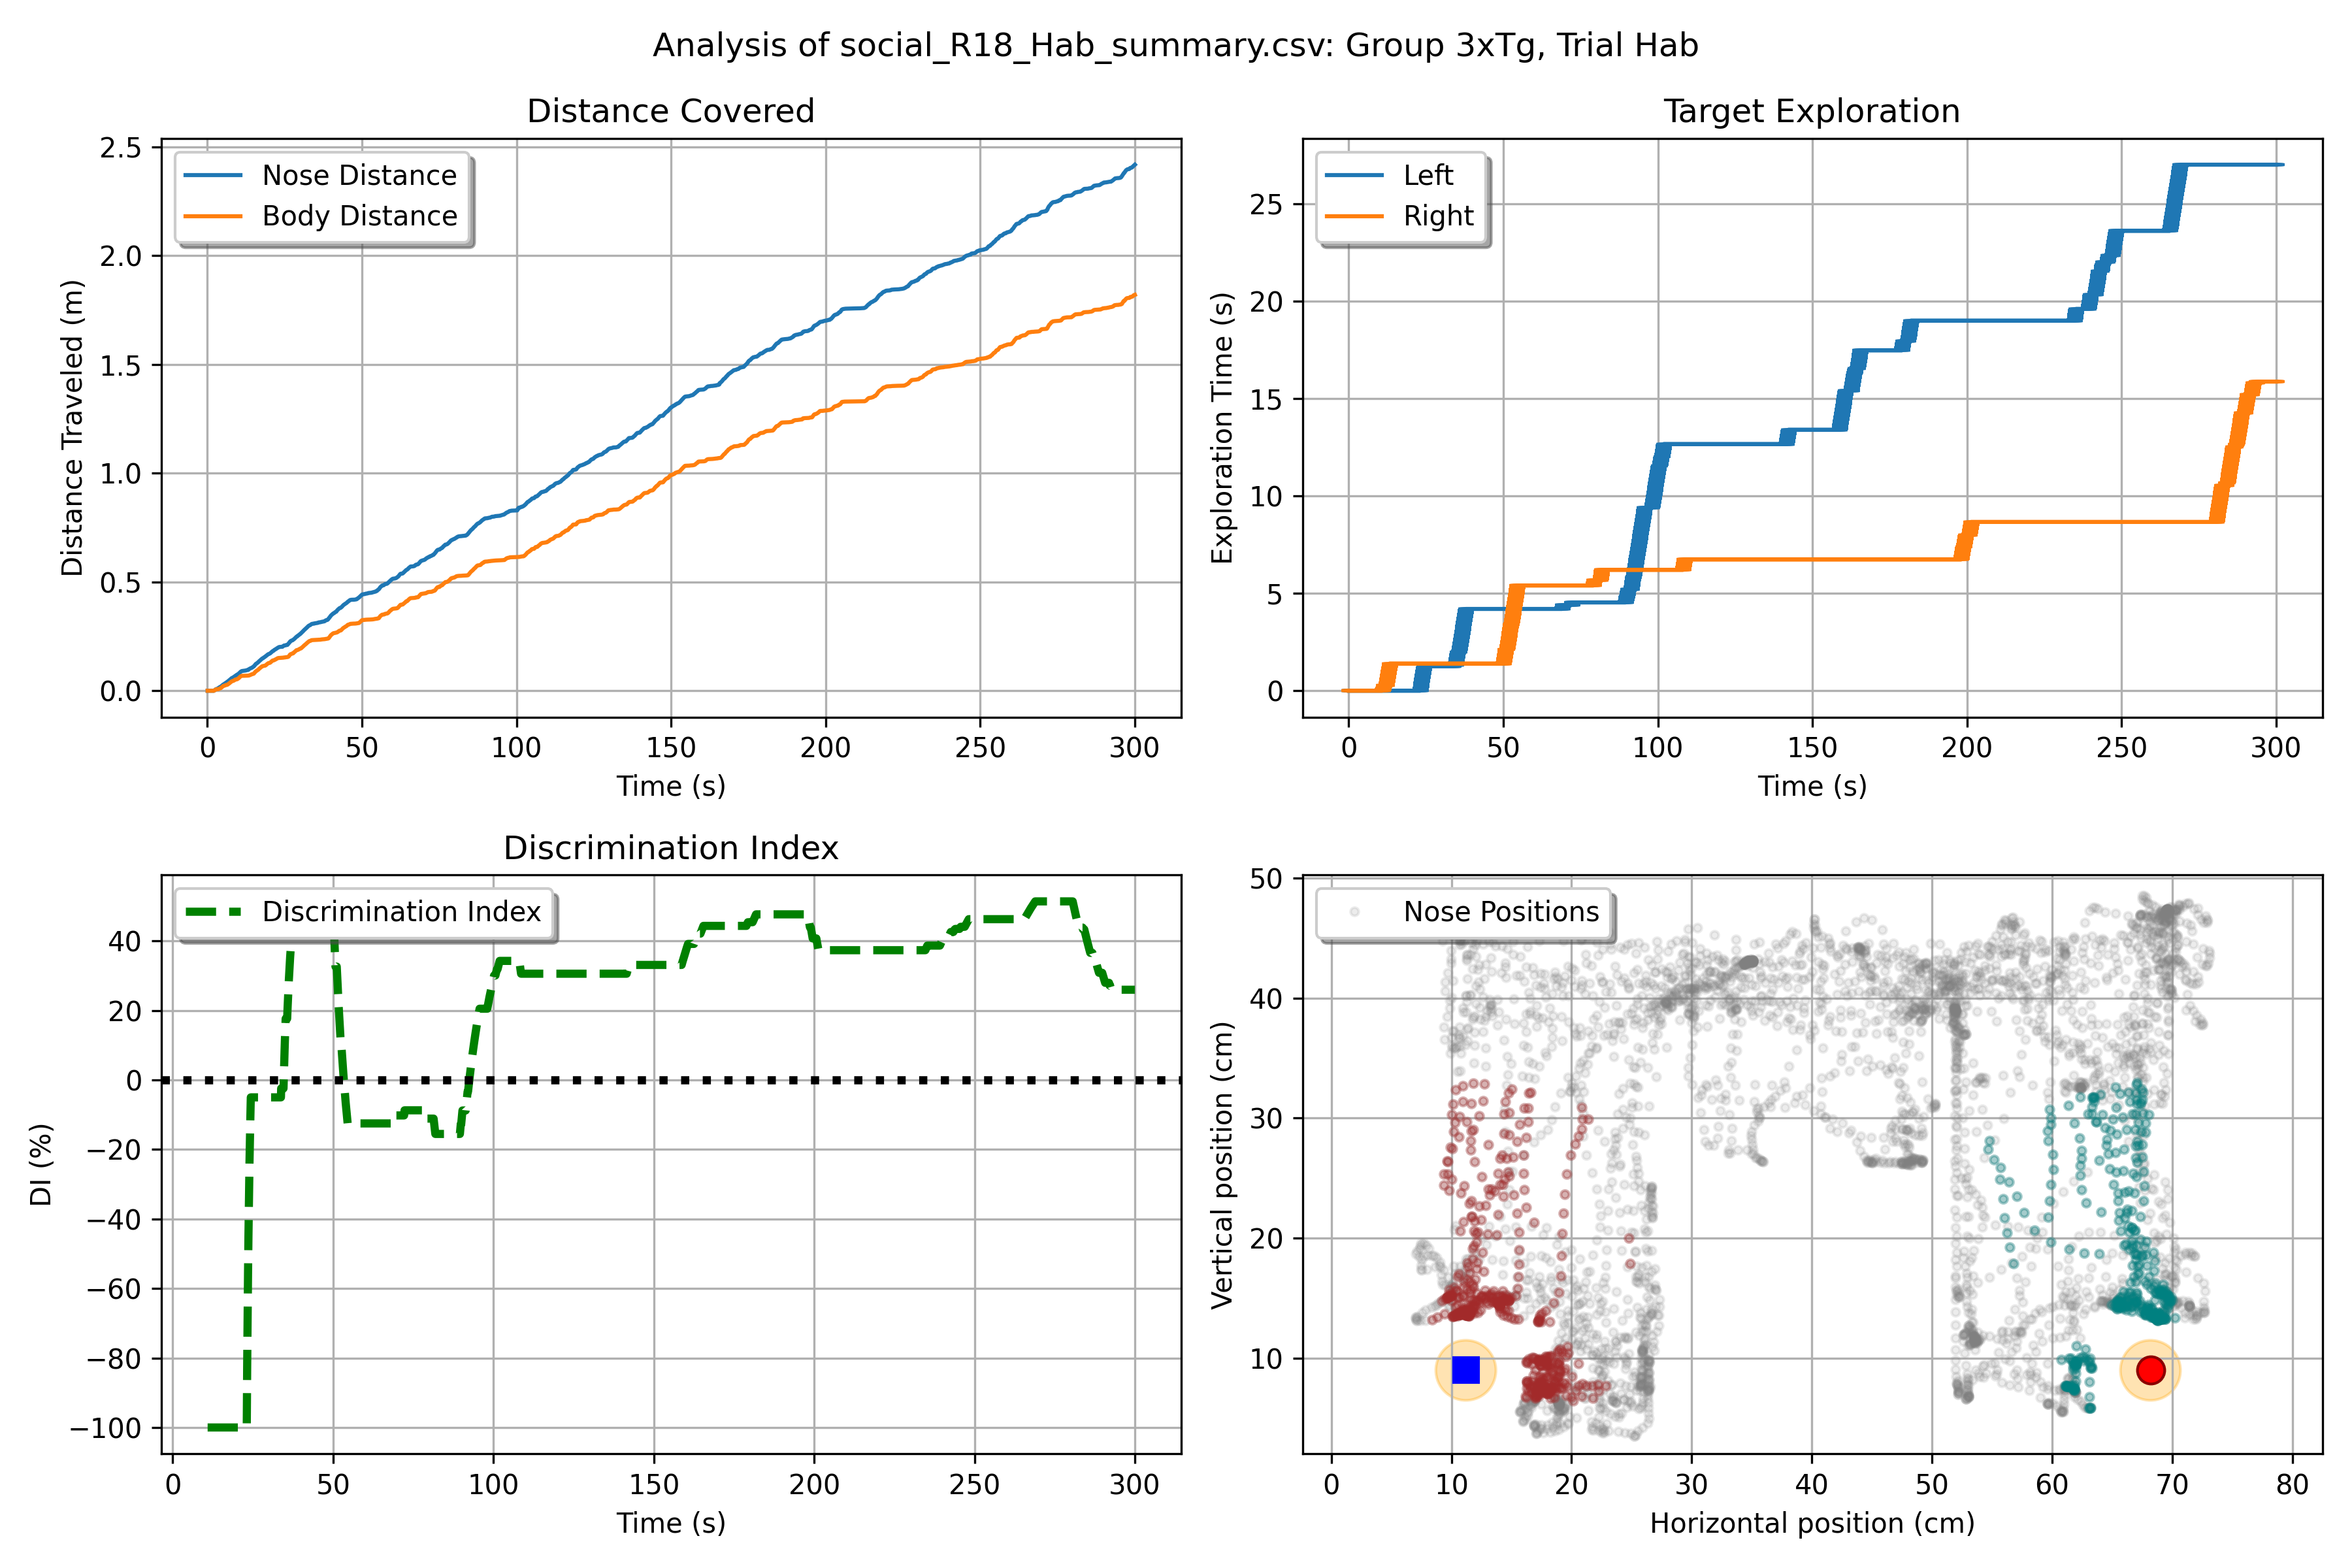 Analysis of social_R18_Hab_summary.csv: Group 3xTg, Trial Hab
Distance Covered
Nose Distance
Body Distance
Distance Traveled (m)
2.5
2.0
1.5
1.0
0.5
0.0
0 50 100 150 200 250 300
Time (s)
Target Exploration
Left
Right
Exploration Time (s)
25
20
15
10
5
0
0 50 100 150 200 250 300
Time (s)
Discrimination Index
Discrimination Index
DI (%)
40
20
0
−20
−40
−60
−80
−100
0 50 100 150 200 250 300
Time (s)
Nose Positions
Vertical position (cm)
50
40
30
20
10
0 10 20 30 40 50 60 70 80
Horizontal position (cm)